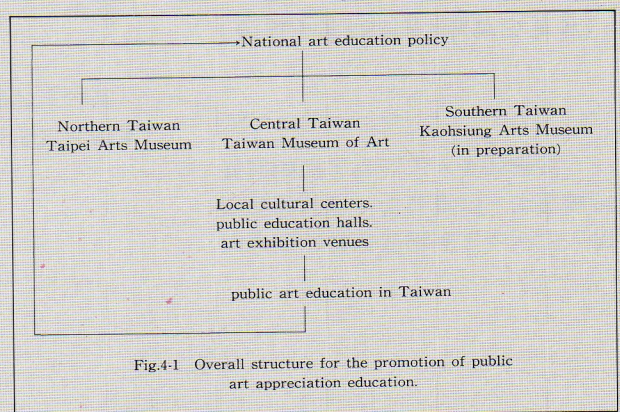 National art education policy
Northern Taiwan
Taipei Arts Museum
Central Taiwan
Taiwan Museum of Art
Southern Taiwan
Kaohsiung Arts Museum
(in preparation)
Local cultural centers.
public education halls.
art exhibition venues
public art education in Taiwan
Fig.4-1 Overall structure for the promotion of public
art appreciation education.